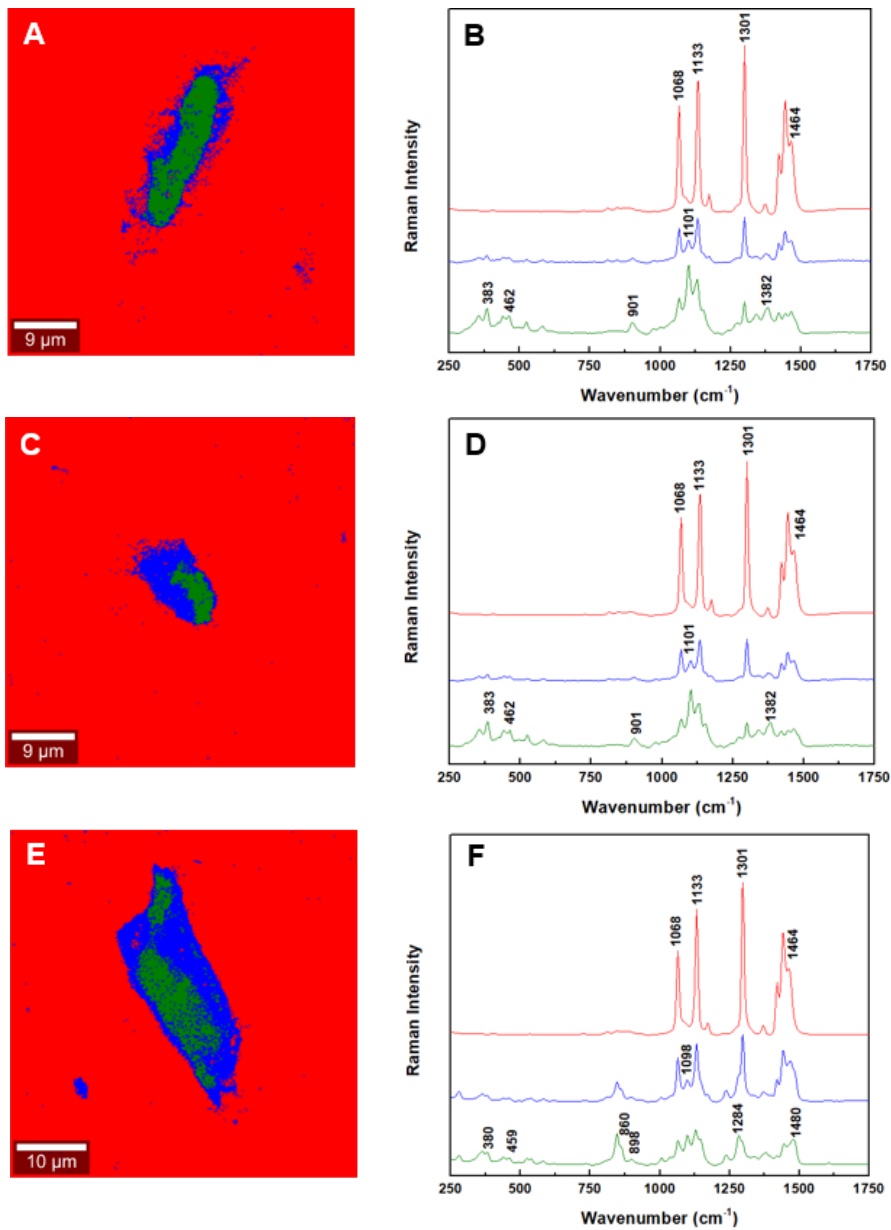 A
9 μm
B
1068
1133
1301
1464
1101
383
462
901
1382
Raman Intensity
250 500 750 1000 1250 1500 1750
Wavenumber (cm-1)
C
9 μm
D
1068
1133
1301
1464
1101
383
462
901
1382
Raman Intensity
250 500 750 1000 1250 1500 1750
Wavenumber (cm-1)
E
10 μm
F
1068
1133
1301
1464
1098
380
459
860
898
1284
1480
Raman Intensity
250 500 750 1000 1250 1500 1750
Wavenumber (cm-1)